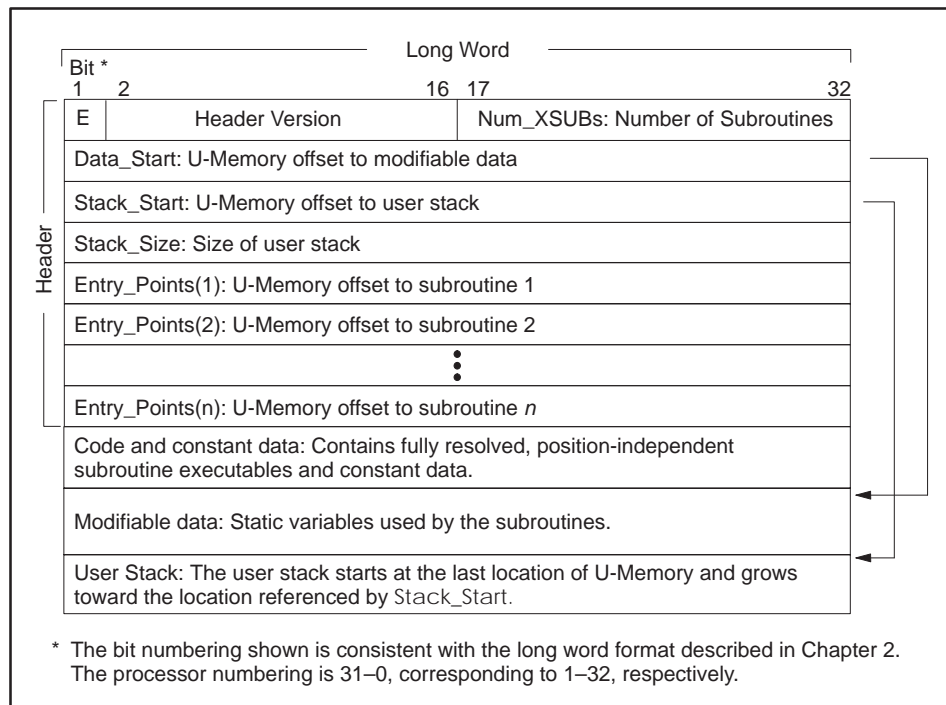 Long Word
Bit *
1 2 16 17 32
E Header Version Num_XSUBs: Number of Subroutines
Header
Data_Start: U-Memory offset to modifiable data
Stack_Start: U-Memory offset to user stack
Stack_Size: Size of user stack
Entry_Points(1): U-Memory offset to subroutine 1
Entry_Points(2): U-Memory offset to subroutine 2
Entry_Points(n): U-Memory offset to subroutine n
Code and constant data: Contains fully resolved, position-independent
subroutine executables and constant data.
Modifiable data: Static variables used by the subroutines.
User Stack: The user stack starts at the last location of U-Memory and grows
toward the location referenced by Stack_Start.
* The bit numbering shown is consistent with the long word format described in Chapter 2.
The processor numbering is 31–0, corresponding to 1–32, respectively.